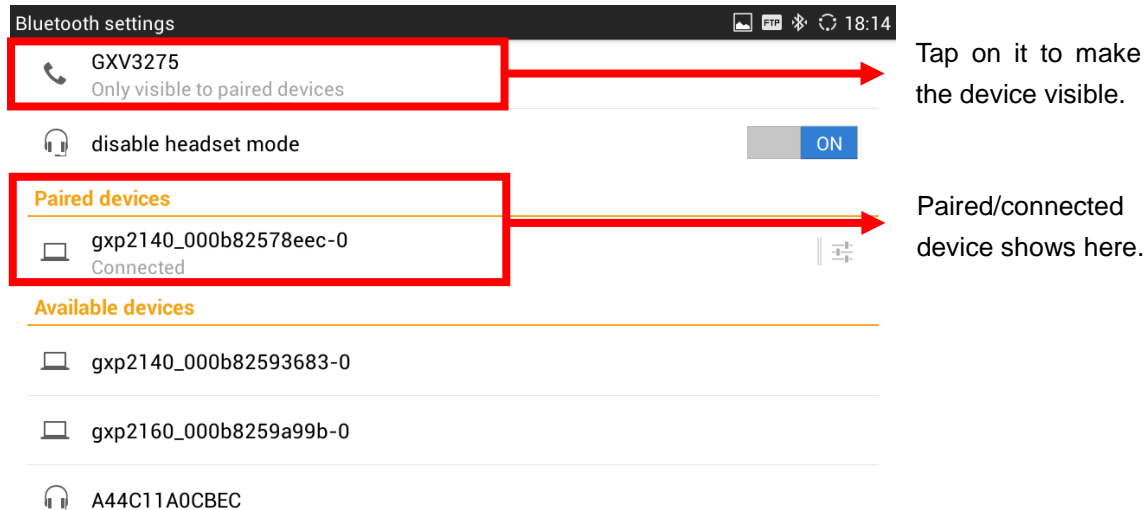 Bluetooth settings
FTP
18:14
GXV3275
Only visible to paired devices
Tap on it to make
the device visible.
disable headset mode
ON
Paired devices
gxp2140_000b82578eec-0
Connected
Paired/connected
device shows here.
Available devices
gxp2140_000b82593683-0
gxp2160_000b8259a99b-0
A44C11A0CBEC